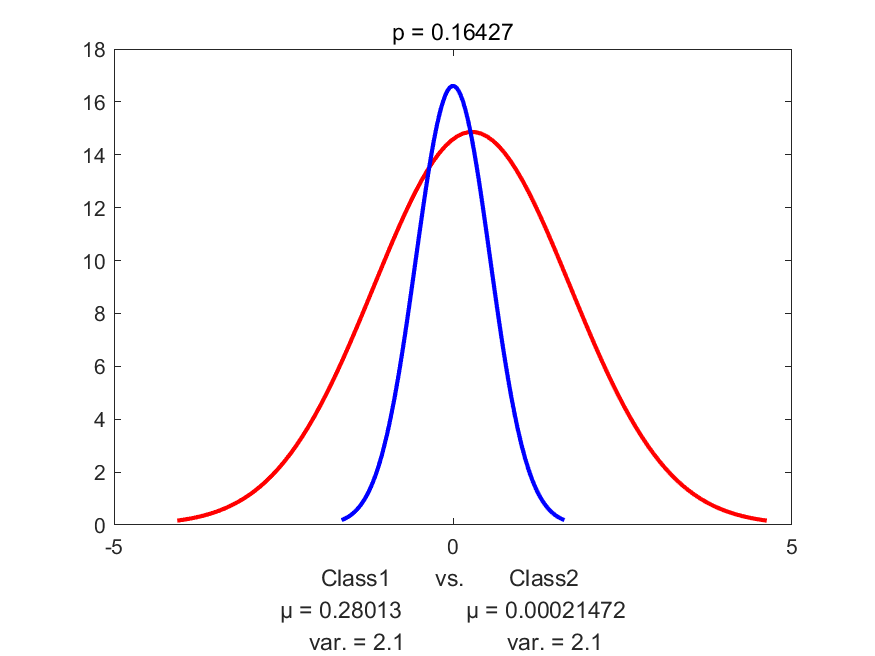 p = 0.16427
18
16
14
12
10
8
6
4
2
0
-5 0 5
Class1 vs. Class2
μ = 0.28013 μ = 0.00021472
var. = 2.1 var. = 2.1